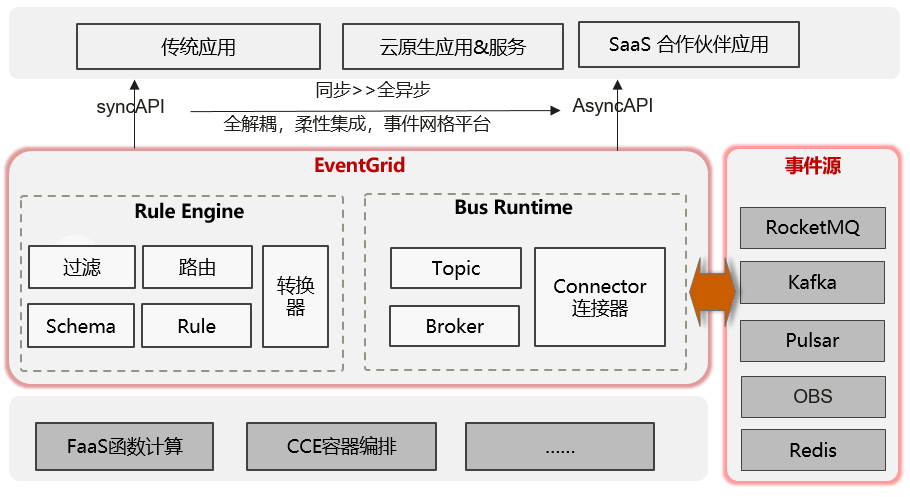 传统应用
云原生应用&服务
SaaS 合作伙伴应用
syncAPI
同步>>全异步
AsyncAPI
全解耦，柔性集成，事件网格平台
EventGrid
Rule Engine
过滤
路由
转换器
Schema
Rule
Bus Runtime
Topic
Connector
连接器
Broker
事件源
RocketMQ
Kafka
Pulsar
OBS
Redis
FaaS函数计算
CCE容器编排
......